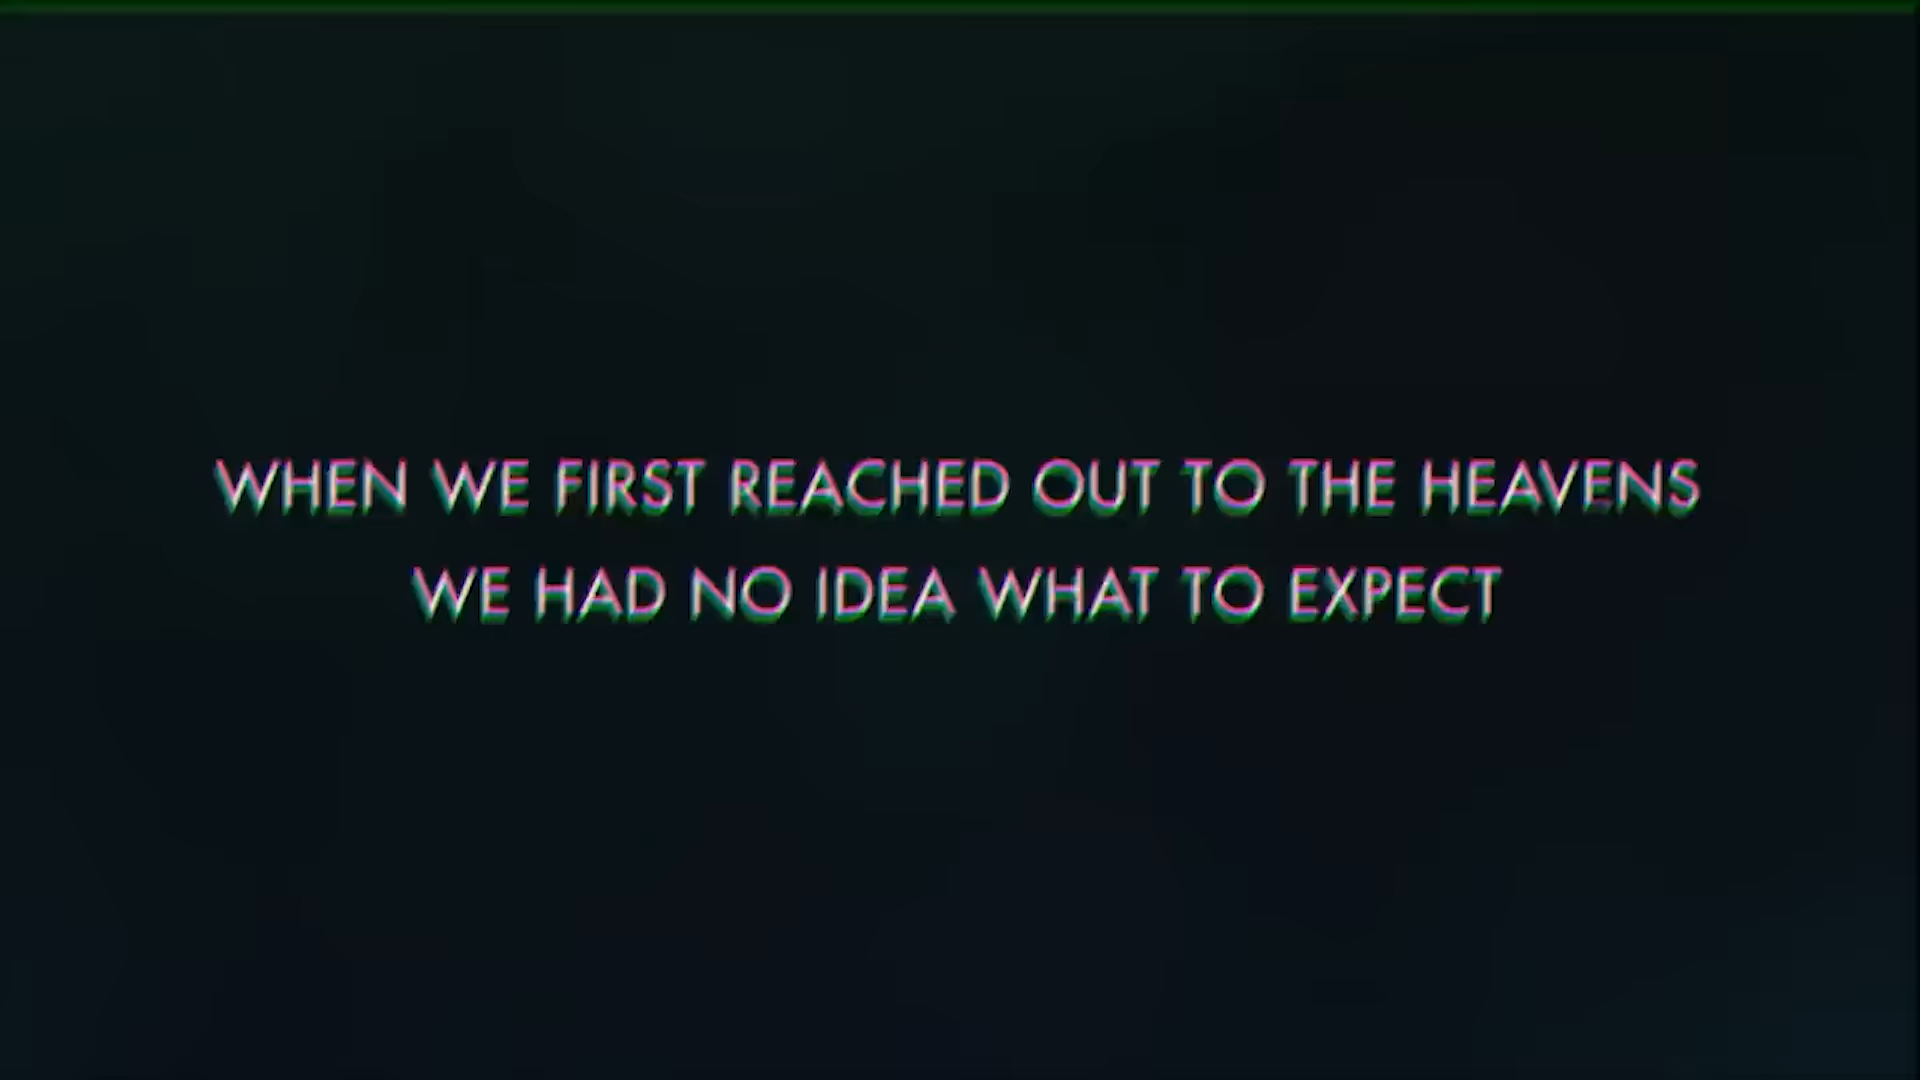 WHEN WE FIRST REACHED OUT TO THE HEAVENS
WE HAD NO IDEA WHAT TO EXPECT